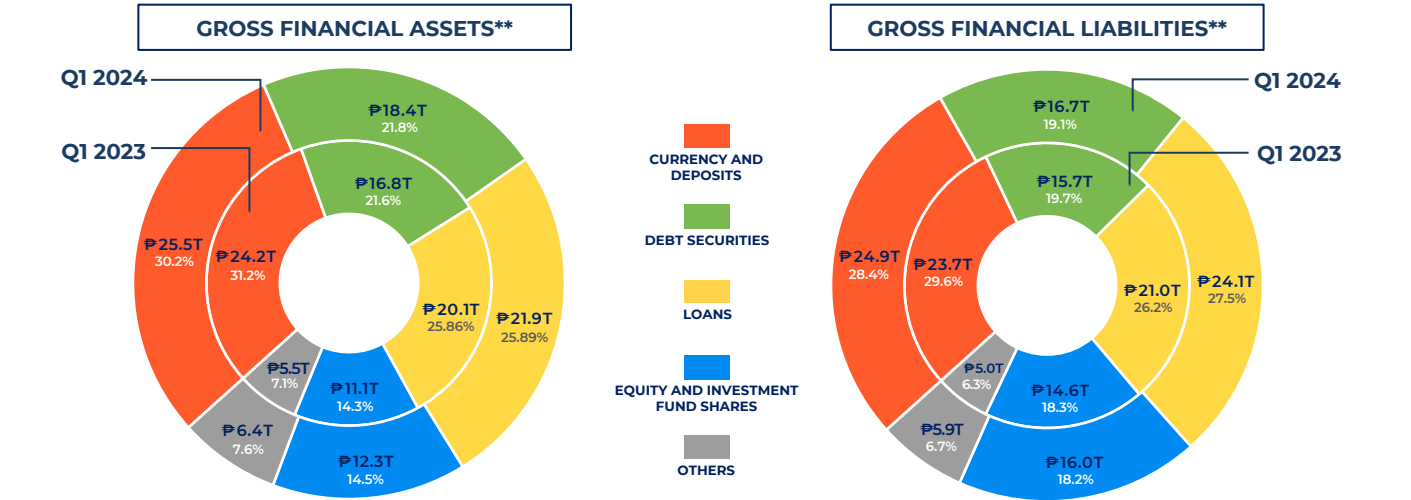 GROSS FINANCIAL ASSETS**
Q1 2024
Q1 2023
₱18.4T
21.8%
₱16.8T
21.6%
₱25.5T
30.2%
₱24.2T
31.2%
₱20.1T
25.86%
₱21.9T
25.89%
₱5.5T
7.1%
₱11.1T
14.3%
₱6.4T
7.6%
₱12.3T
14.5%
CURRENCY AND
DEPOSITS
DEBT SECURITIES
LOANS
EQUITY AND INVESTMENT
FUND SHARES
OTHERS
GROSS FINANCIAL LIABILITIES**
Q1 2024
Q1 2023
₱16.7T
19.1%
₱15.7T
19.7%
₱24.9T
28.4%
₱23.7T
29.6%
₱21.0T
26.2%
₱24.1T
27.5%
₱5.0T
6.3%
₱14.6T
18.3%
₱5.9T
6.7%
₱16.0T
18.2%